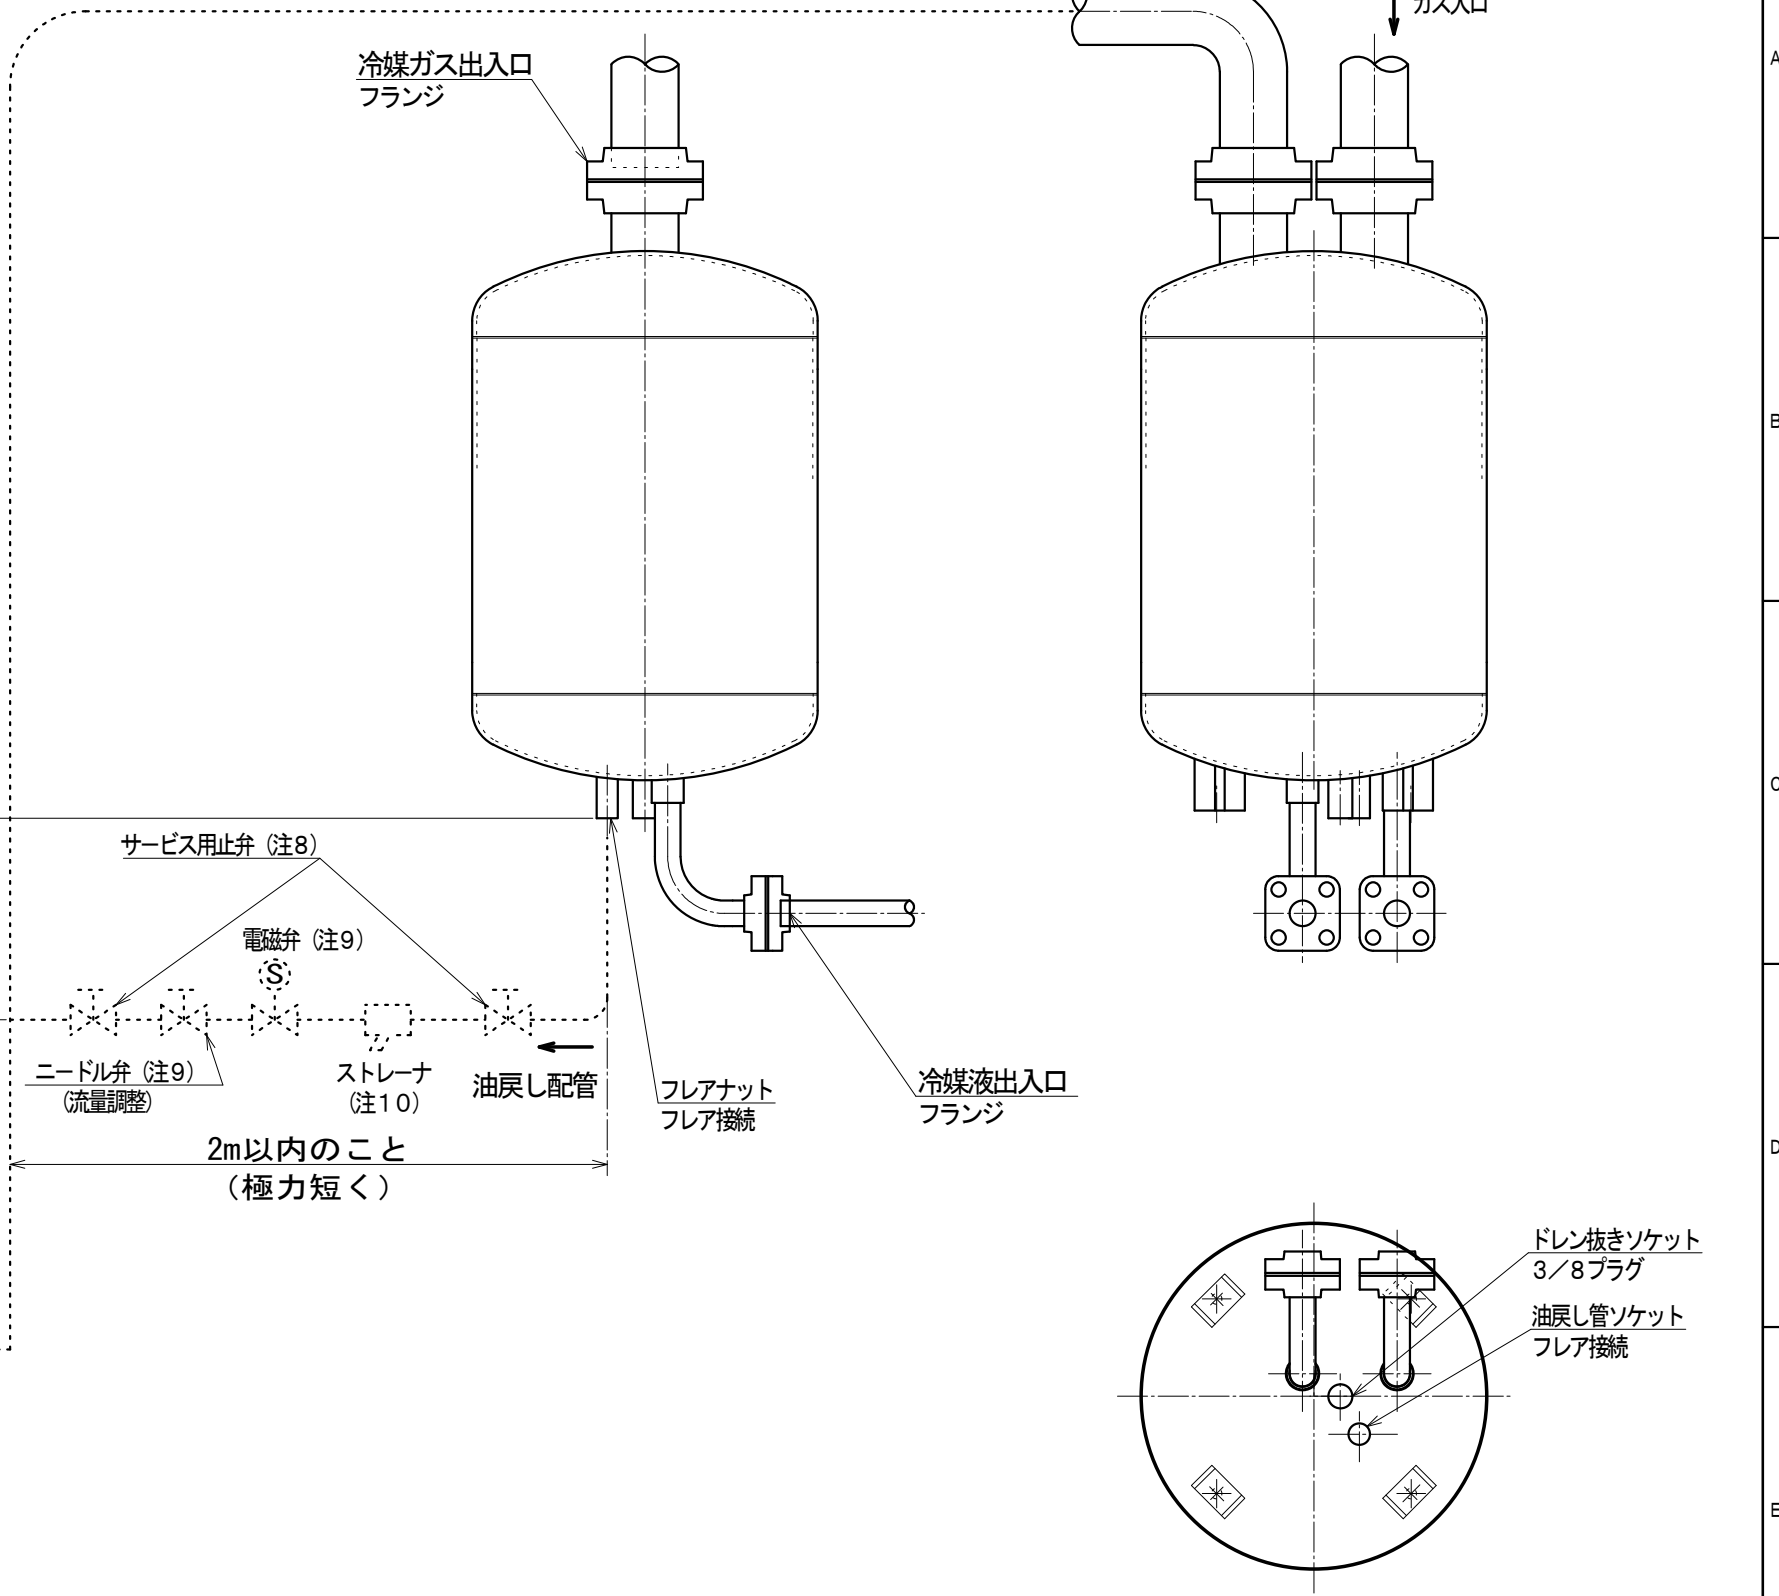 ガス入口
冷媒ガス出入口
フランジ
A
B
C
サービス用止弁（注8）
電磁弁（注9）
S
ニードル弁（注9）
（流量調整）
ストレーナ
（注10）
油戻し配管
フレアナット
フレア接続
冷媒液出入口
フランジ
2m以内のこと
（極力短く）
D
ドレン抜きソケット
3／8プラグ
油戻し管ソケット
フレア接続
E